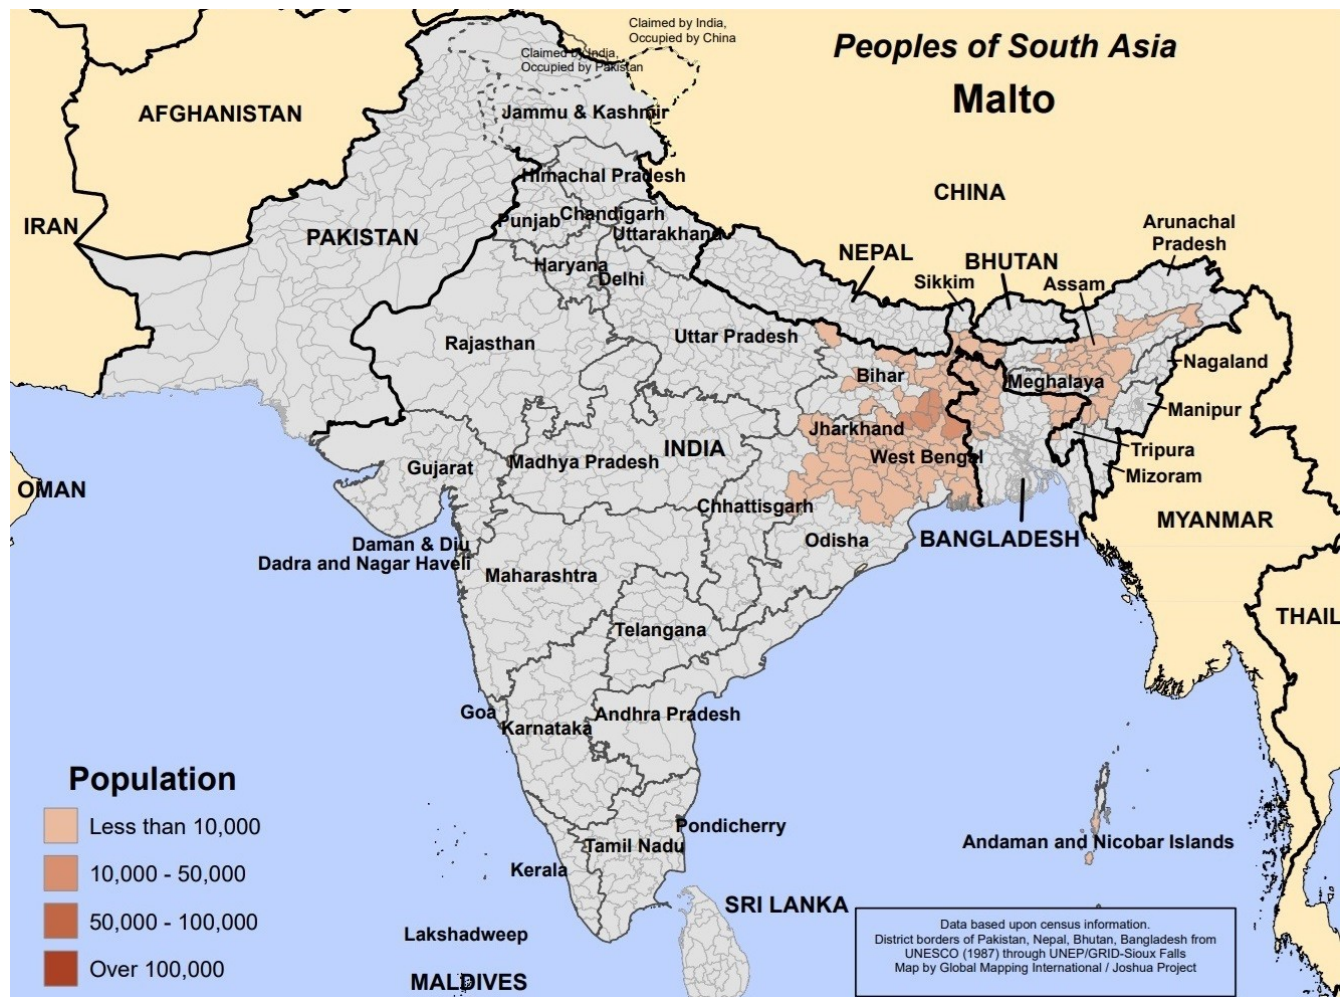 Claimed by India,
Occupied by China
Peoples of South Asia
Malto
Claimed by India,
Occupied by Pakistan
AFGHANISTAN
Jammu & Kashmir
Himachal Pradesh
CHINA
IRAN
PAKISTAN
Punjab
Chandigarh
Uttarakhand
Arunachal
Pradesh
NEPAL
BHUTAN
Haryana
Delhi
Sikkim
Assam
Rajasthan
Uttar Pradesh
Nagaland
Bihar
Meghalaya
Manipur
Jharkhand
INDIA
West Bengal
Tripura
Gujarat
Madhya Pradesh
Mizoram
OMAN
Chhattisgarh
MYANMAR
Odisha
BANGLADESH
Daman & Diu
Dadra and Nagar Haveli
Maharashtra
Telangana
THAIL
Goa
Karnataka
Andhra Pradesh
Population
Less than 10,000
10,000 - 50,000
50,000 - 100,000
Over 100,000
Pondicherry
Tamil Nadu
Kerala
Andaman and Nicobar Islands
SRI LANKA
Lakshadweep
MALDIVES
Data based upon census information.
District borders of Pakistan, Nepal, Bhutan, Bangladesh from
UNESCO (1987) through UNEP/GRID-Sioux Falls
Map by Global Mapping International / Joshua Project